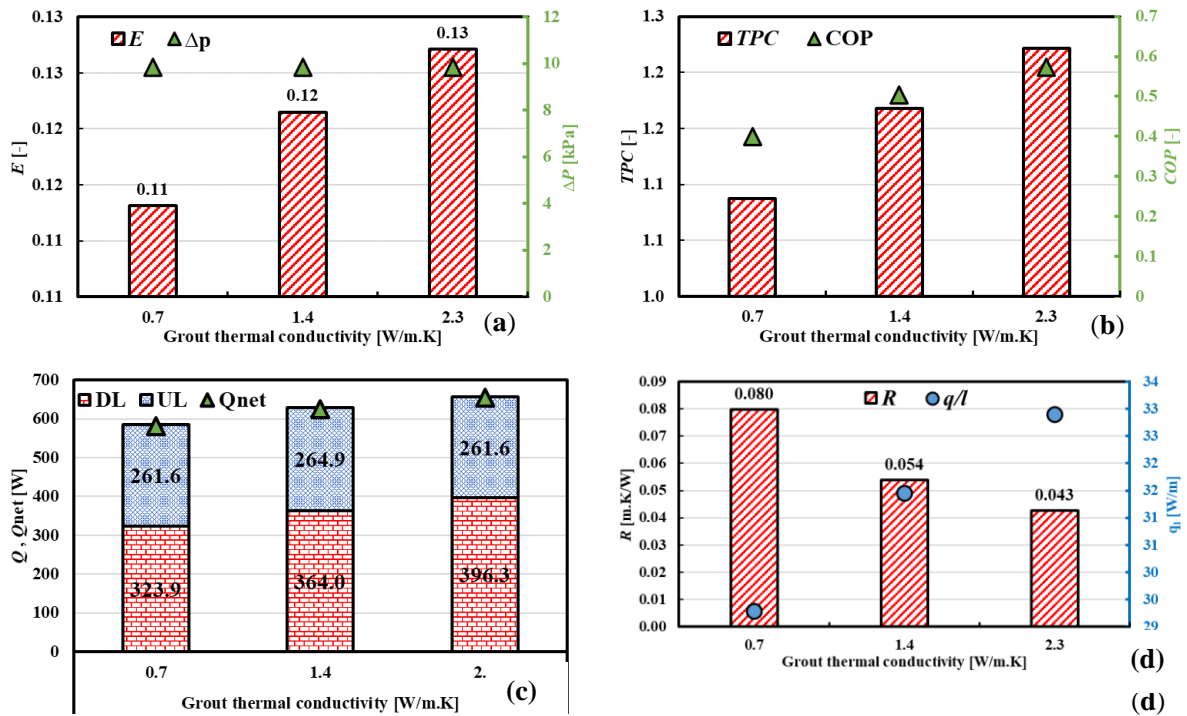 E Δp
0.13
0.13
0.12
0.12
0.11
0.11
E [-]
0.11
0.12
0.13
12
10
8
6
4
2
0
ΔP [kPa]
0.7 1.4 2.3
Grout thermal conductivity [W/m.K]
(a)
TPC COP
1.3
1.2
1.2
1.1
1.1
1.0
TPC [-]
0.7
0.6
0.5
0.4
0.3
0.2
0.1
0
COP [-]
0.7 1.4 2.3
Grout thermal conductivity [W/m.K]
(b)
DL UL Qnet
700
600
500
400
300
200
100
0
Q , Qnet [W]
261.6 264.9 261.6
323.9 364.0 396.3
0.7 1.4 2.
Grout thermal conductivity [W/m.K]
(c)
R q/l
0.09
0.08
0.07
0.06
0.05
0.04
0.03
0.02
0.01
0.00
R [m.K/W]
0.080
0.054
0.043
34
33
33
32
32
31
31
30
30
29
ql [W/m]
0.7 1.4 2.3
Grout thermal conductivity [W/m.K]
(d)
(d)